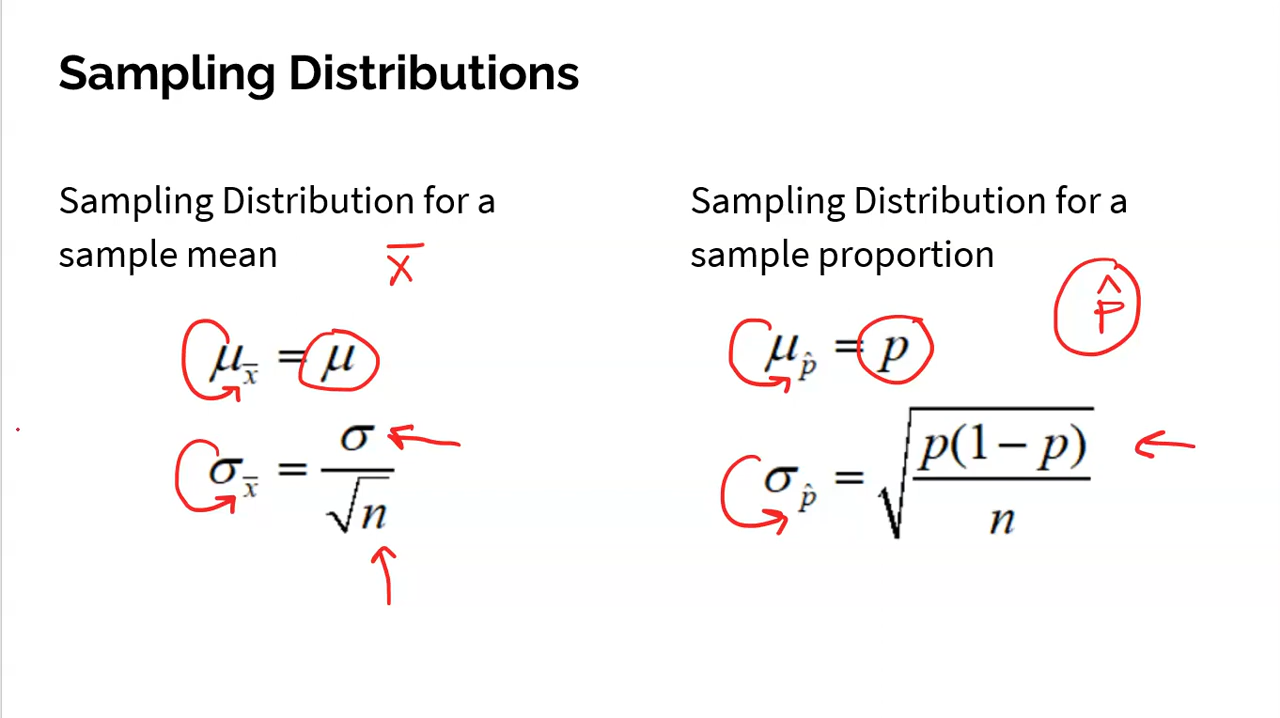 Sampling Distributions
Sampling Distribution for a
sample mean
x̅
μ_x̅ = μ
σ_x̅ = σ / √n
Sampling Distribution for a
sample proportion
p̂
μ_p̂ = p
σ_p̂ = √(p(1 − p) / n)